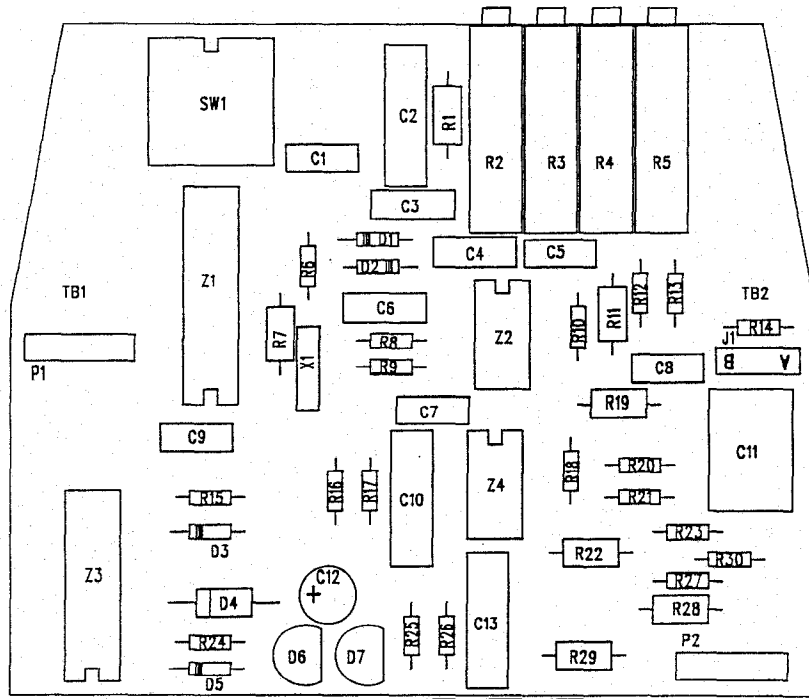 SW1
C2
R1
C1
R2
R3
R4
R5
C3
D1
C4
C5
D2
R6
Z1
TB1
R12
R13
TB2
C6
R10
R11
R14
R7
Z2
R8
J1
X1
R9
P1
C8
B
A
R19
C7
C9
C11
R18
R20
R16
R17
C10
Z4
R15
R21
R23
D3
R22
R30
Z3
C12
+
R27
D4
R28
C13
R24
R25
R26
P2
D6
D7
R29
D5